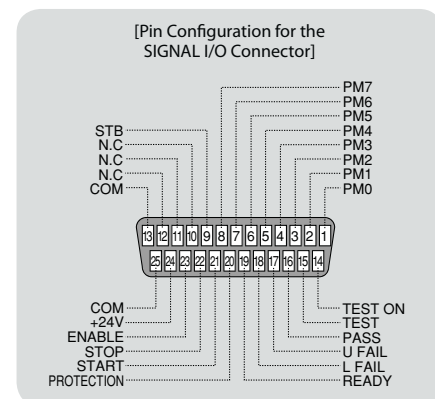 [Pin Configuration for the
SIGNAL I/O Connector]
PM7
PM6
PM5
PM4
PM3
PM2
PM1
PM0
STB
N.C
N.C
N.C
COM
13 12 11 10 9 8 7 6 5 4 3 2 1
25 24 23 22 21 20 19 18 17 16 15 14
COM
+24V
ENABLE
STOP
START
PROTECTION
TEST ON
TEST
PASS
U FAIL
L FAIL
READY